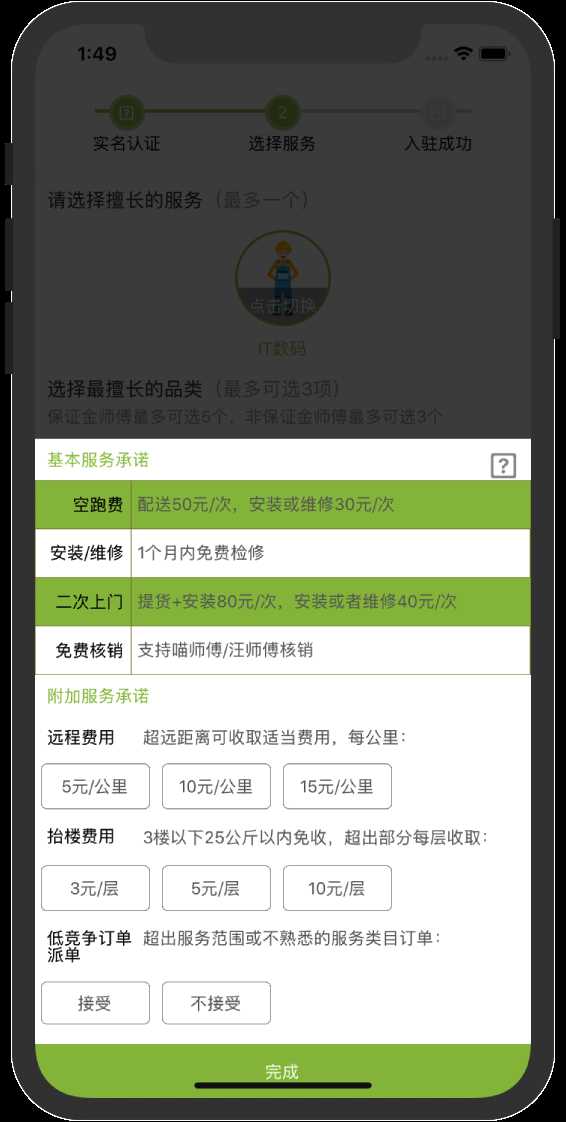 1:49
2
实名认证
选择服务
入驻成功
请选择擅长的服务（最多一个）
点击切换
IT数码
选择最擅长的品类（最多可选3项）
保证金师傅最多可选5个，非保证金师傅最多可选3个
基本服务承诺
空跑费 配送50元/次，安装或维修30元/次
安装/维修 1个月内免费检修
二次上门 提货+安装80元/次，安装或者维修40元/次
免费核销 支持喵师傅/汪师傅核销
附加服务承诺
远程费用 超远距离可收取适当费用，每公里：
5元/公里 10元/公里 15元/公里
抬楼费用 3楼以下25公斤以内免收，超出部分每层收取：
3元/层 5元/层 10元/层
低竞争订单 超出服务范围或不熟悉的服务类目订单：
派单
接受 不接受
完成